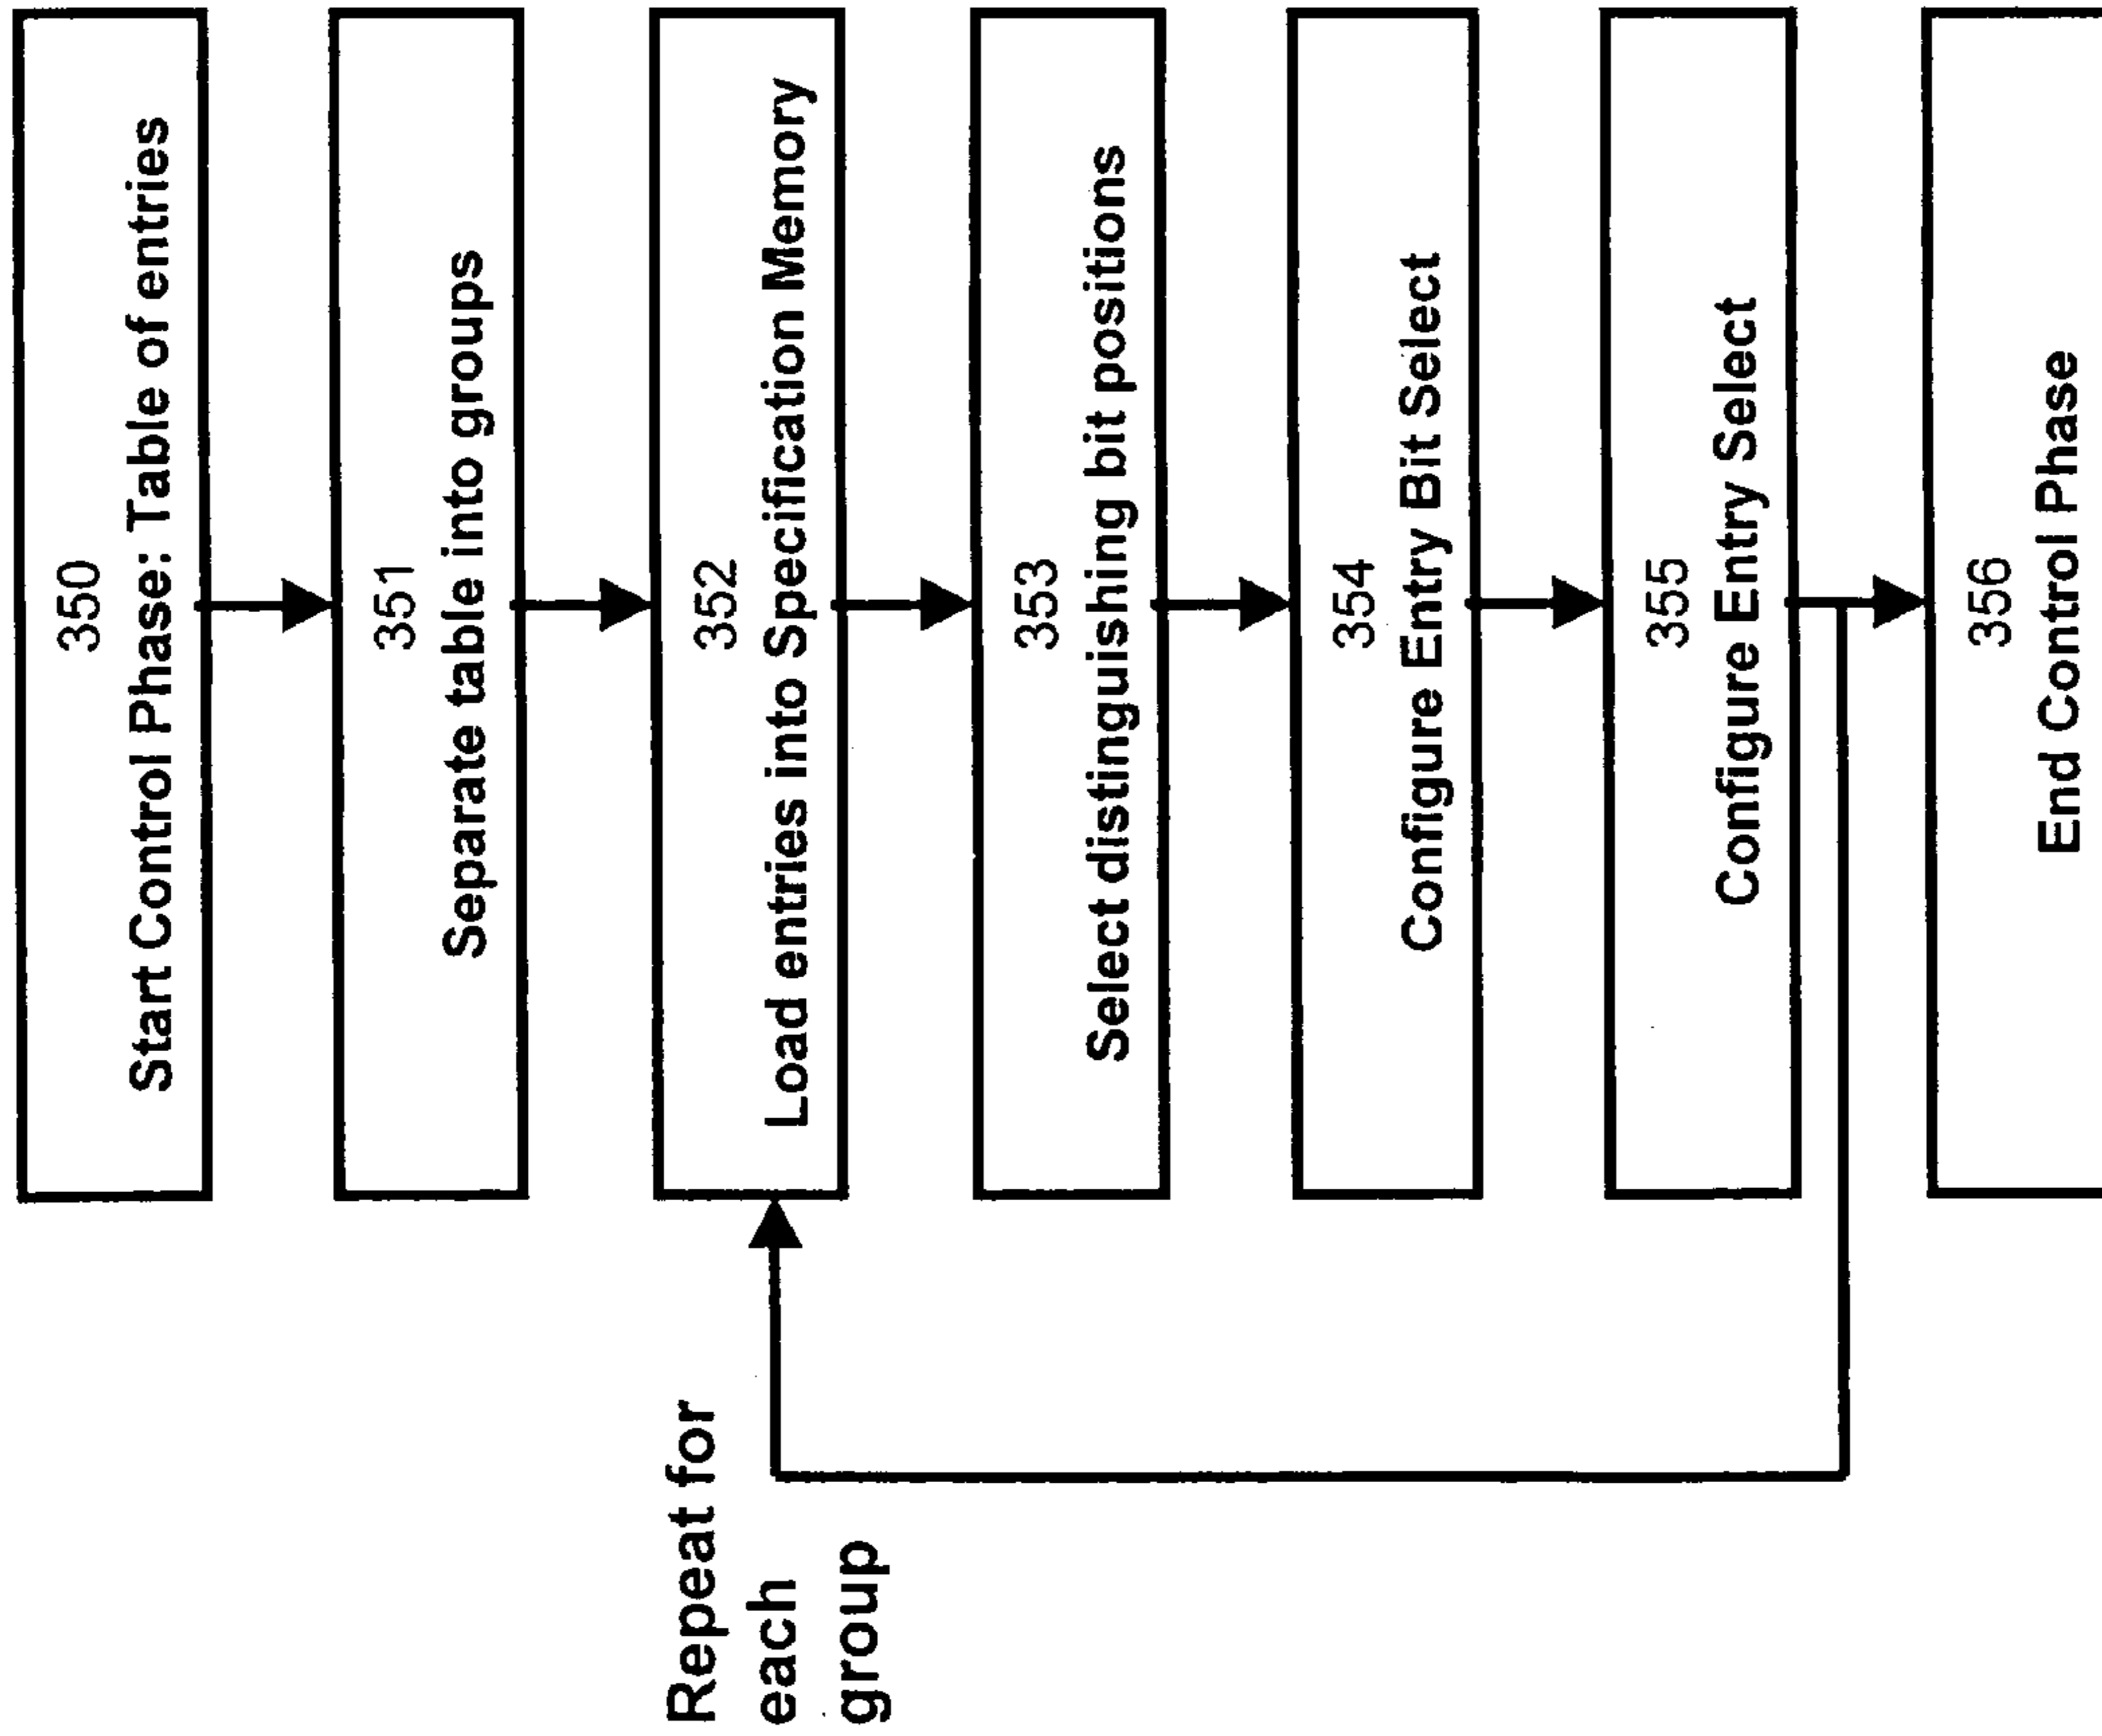 350
Start Control Phase: Table of entries
351
Separate table into groups
352
Load entries into Specification Memory
353
Select distinguishing bit positions
354
Configure Entry Bit Select
355
Configure Entry Select
356
End Control Phase
Repeat for
each
group